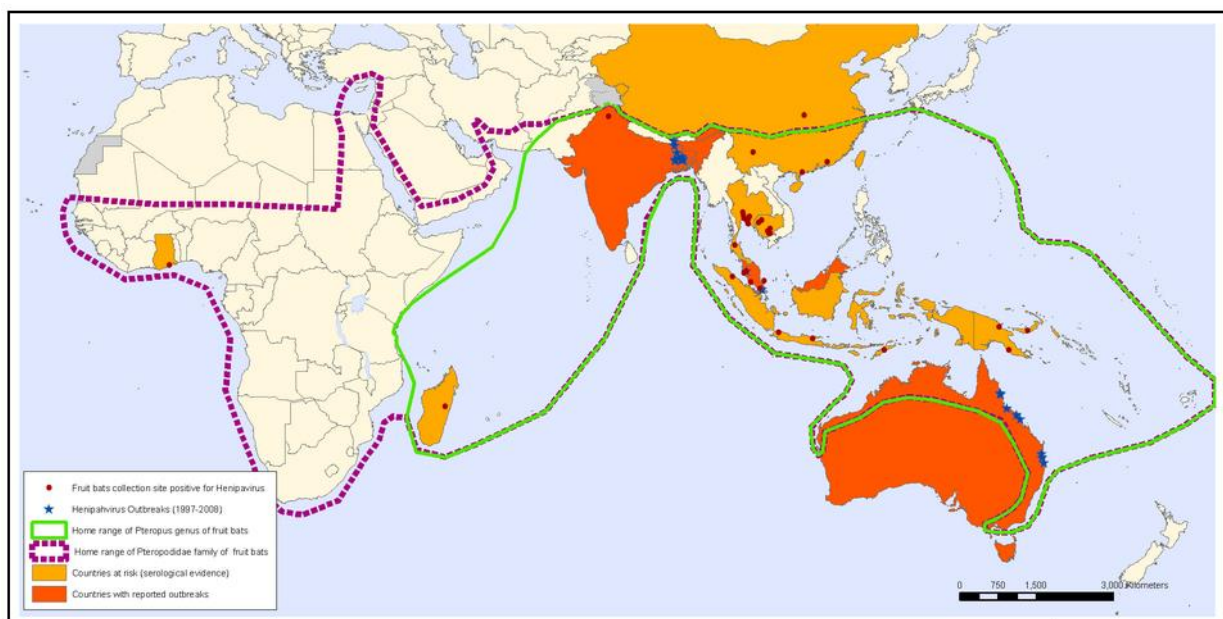 Fruit bats collection site positive for Henipavirus.
Henipahvirus Outbreaks (1997-2008)
Home range of Pteropus genus of fruit bats
Home range of Pteropodidae family of fruit bats
Countries at risk (serological evidence)
Countries with reported outbreaks
0 750 1,500 3,000 Kilometers